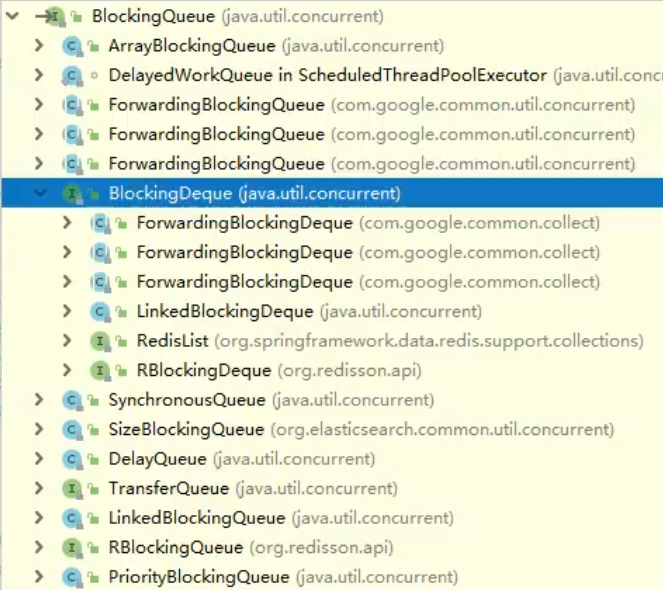 BlockingQueue (java.util.concurrent)
ArrayBlockingQueue (java.util.concurrent)
DelayedWorkQueue in ScheduledThreadPoolExecutor (java.util.conc
ForwardingBlockingQueue (com.google.common.util.concurrent)
ForwardingBlockingQueue (com.google.common.util.concurrent)
ForwardingBlockingQueue (com.google.common.util.concurrent)
BlockingDeque (java.util.concurrent)
ForwardingBlockingDeque (com.google.common.collect)
ForwardingBlockingDeque (com.google.common.collect)
ForwardingBlockingDeque (com.google.common.collect)
LinkedBlockingDeque (java.util.concurrent)
RedisList (org.springframework.data.redis.support.collections)
RBlockingDeque (org.redisson.api)
SynchronousQueue (java.util.concurrent)
SizeBlockingQueue (org.elasticsearch.common.util.concurrent)
DelayQueue (java.util.concurrent)
TransferQueue (java.util.concurrent)
LinkedBlockingQueue (java.util.concurrent)
RBlockingQueue (org.redisson.api)
PriorityBlockingQueue (java.util.concurrent)